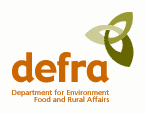 defra
Department for Environment
Food and Rural Affairs